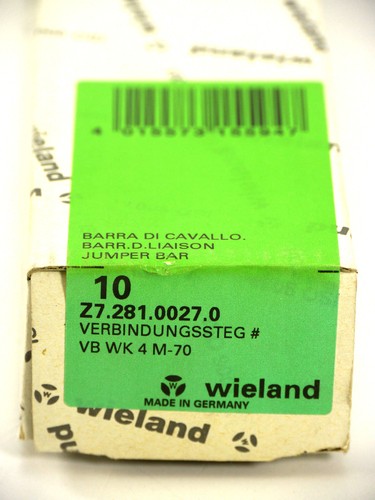 wieland
BARRA DI CAVALLO.
BARR.D.LIAISON
JUMPER BAR
10
Z7.281.0027.0
VERBINDUNGSSTEG #
VB WK 4 M-70
wieland
MADE IN GERMANY
wieland